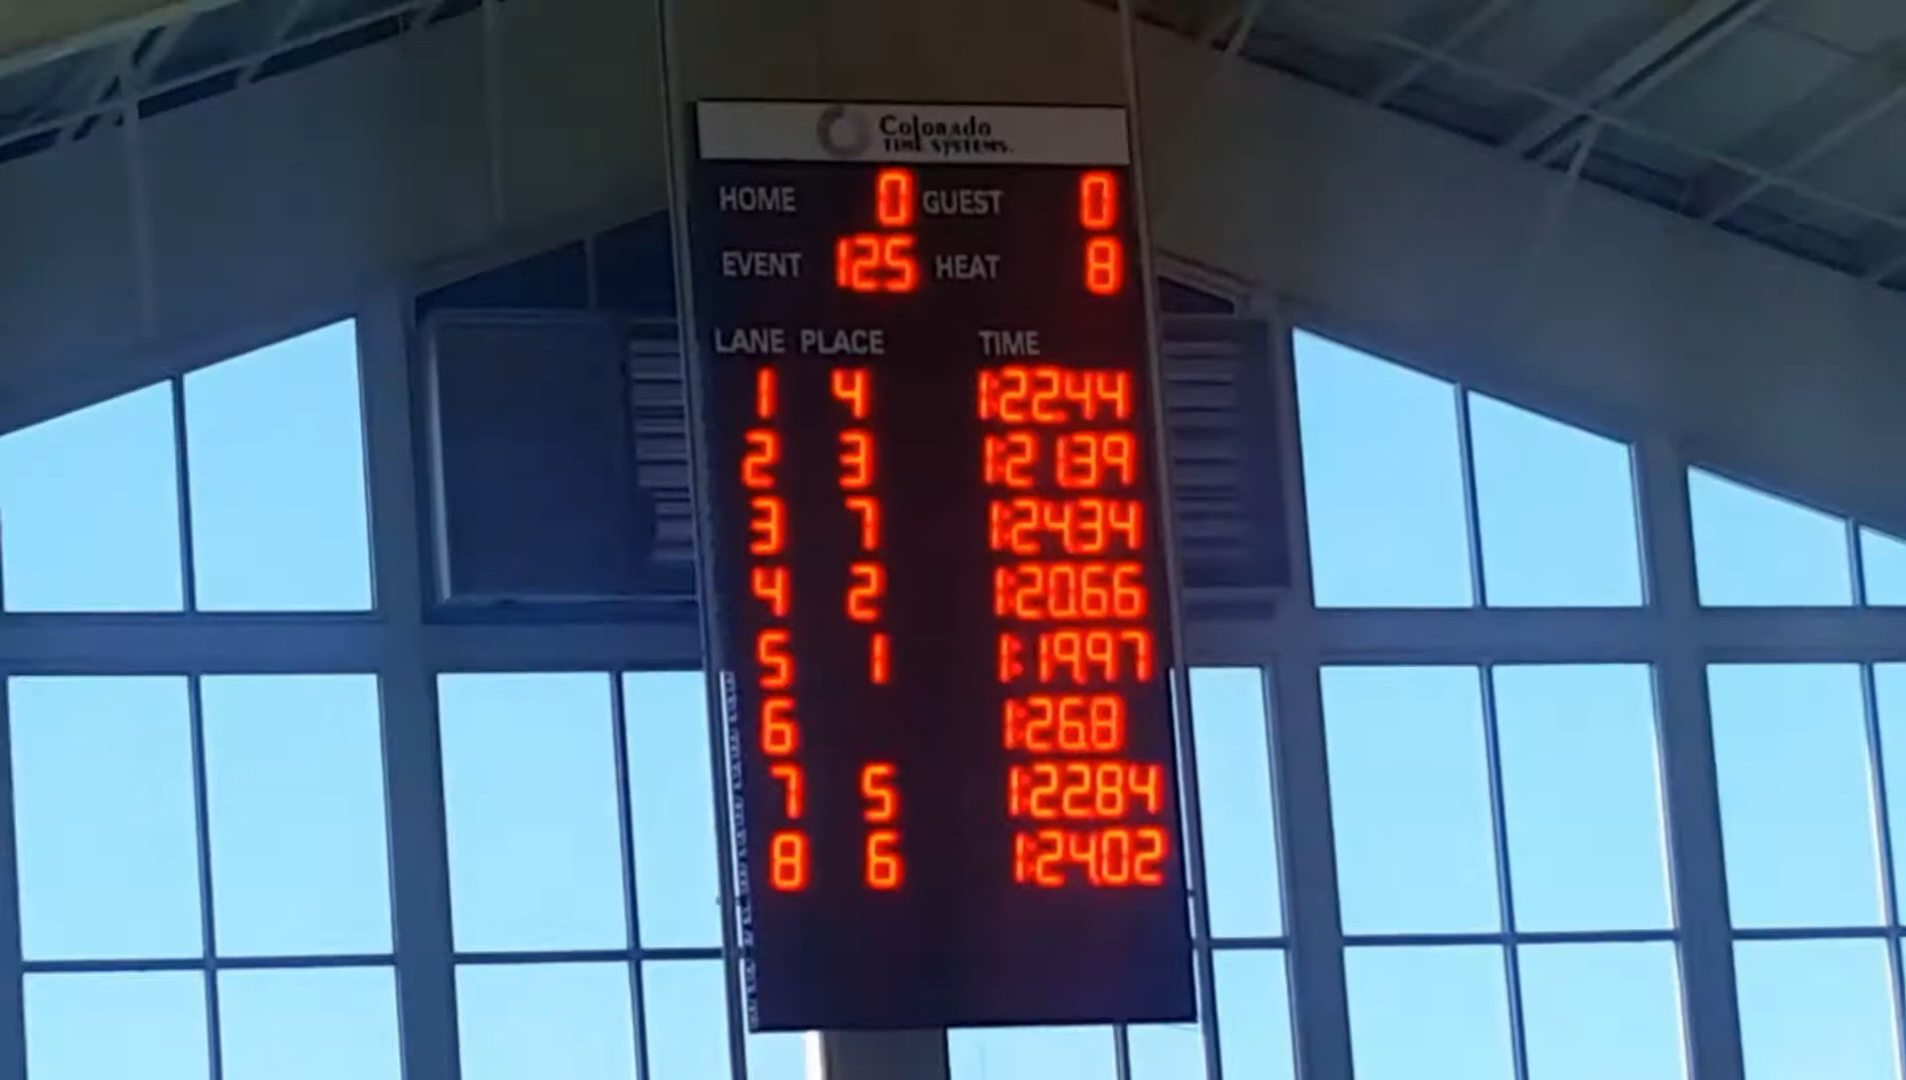 Colorado
TIME SYSTEMS.
HOME 0 GUEST 0
EVENT 125 HEAT 8
LANE PLACE TIME
1 4 1:22.44
2 3 1:21.39
3 7 1:24.34
4 2 1:20.66
5 1 1:19.97
6 1:26.8
7 5 1:22.84
8 6 1:24.02